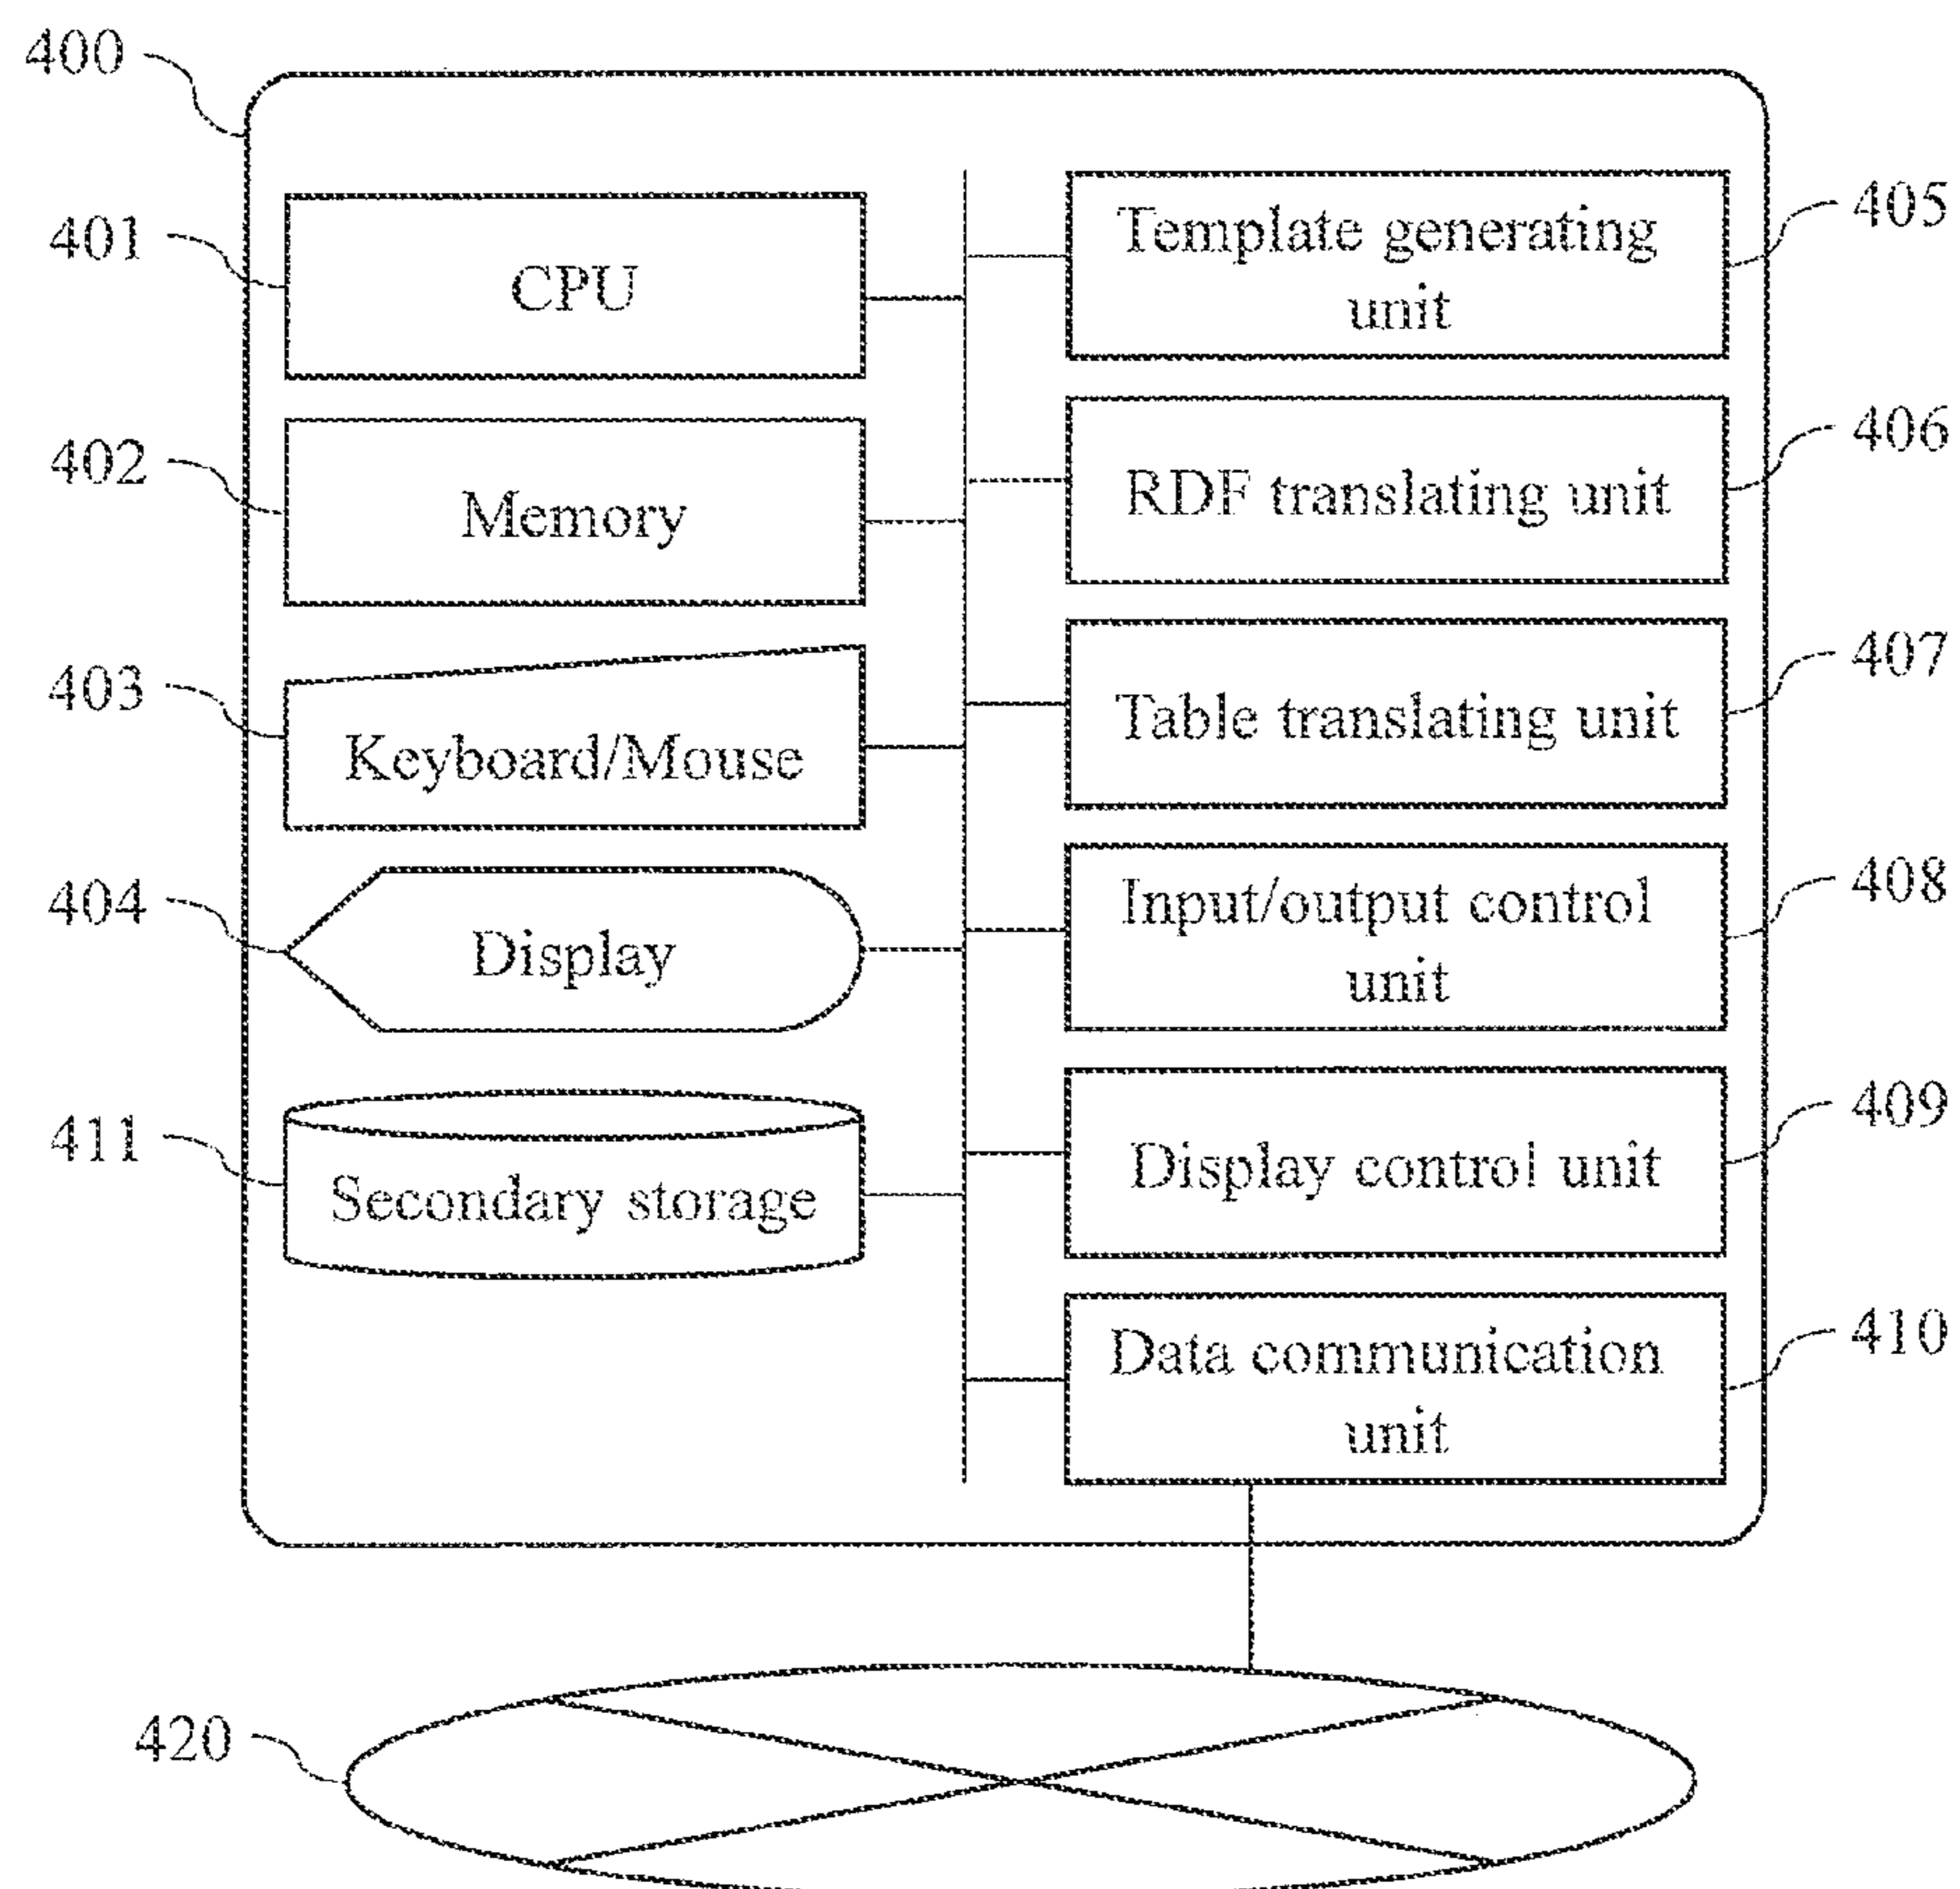 400
401
CPU
402
Memory
403
Keyboard/Mouse
404
Display
411
Secondary storage
Template generating
unit
405
RDF translating unit
406
Table translating unit
407
Input/output control
unit
408
Display control unit
409
Data communication
unit
410
420